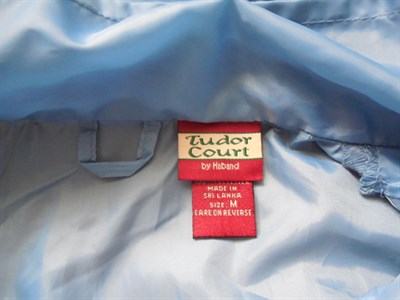 Tudor
Court
by Haband
MADE IN
SRI LANKA
SIZE: M
CARE ON REVERSE.